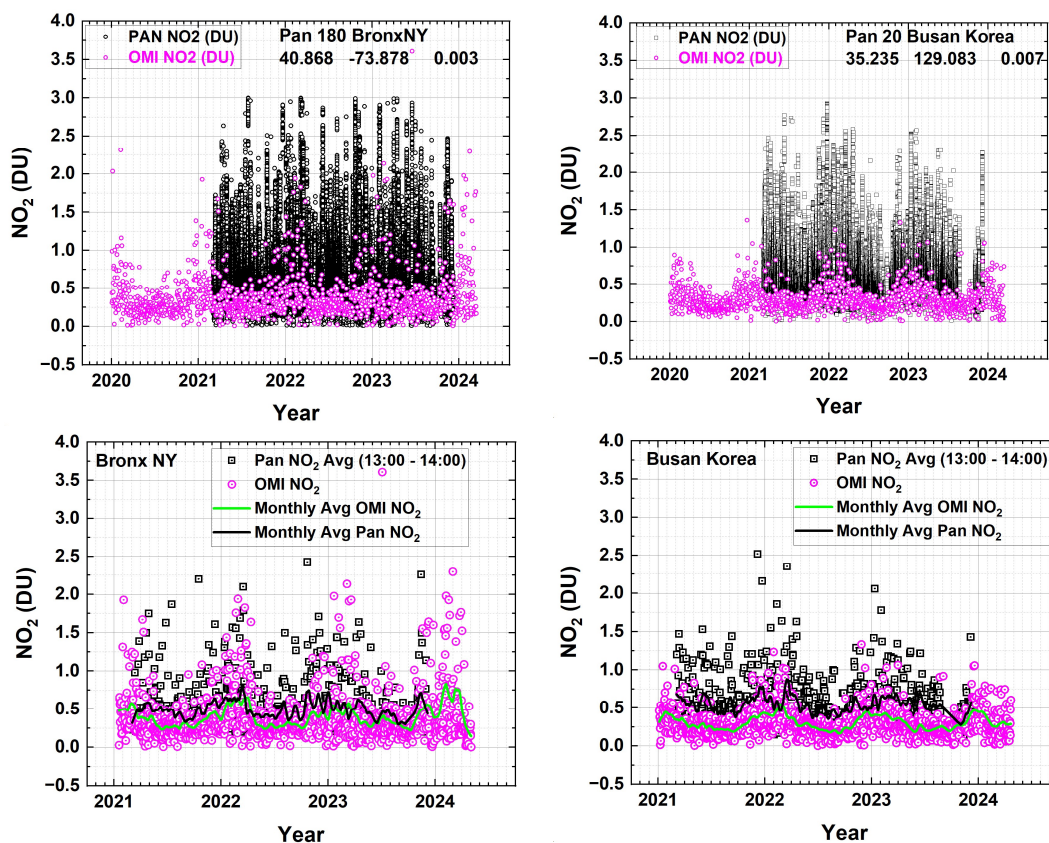 PAN NO2 (DU) Pan 180 BronxNY
OMI NO2 (DU) 40.868 -73.878 0.003
4.0
3.5
3.0
2.5
2.0
1.5
1.0
0.5
0.0
−0.5
NO₂ (DU)
2020 2021 2022 2023 2024
Year
PAN NO2 (DU) Pan 20 Busan Korea
OMI NO2 (DU) 35.235 129.083 0.007
4.0
3.5
3.0
2.5
2.0
1.5
1.0
0.5
0.0
−0.5
NO₂ (DU)
2020 2021 2022 2023 2024
Year
Bronx NY
Pan NO₂ Avg (13:00 - 14:00)
OMI NO₂
Monthly Avg OMI NO₂
Monthly Avg Pan NO₂
4.0
3.5
3.0
2.5
2.0
1.5
1.0
0.5
0.0
−0.5
NO₂ (DU)
2021 2022 2023 2024
Year
Busan Korea
Pan NO₂ Avg (13:00 - 14:00)
OMI NO₂
Monthly Avg OMI NO₂
Monthly Avg Pan NO₂
4.0
3.5
3.0
2.5
2.0
1.5
1.0
0.5
0.0
−0.5
NO₂ (DU)
2021 2022 2023 2024
Year